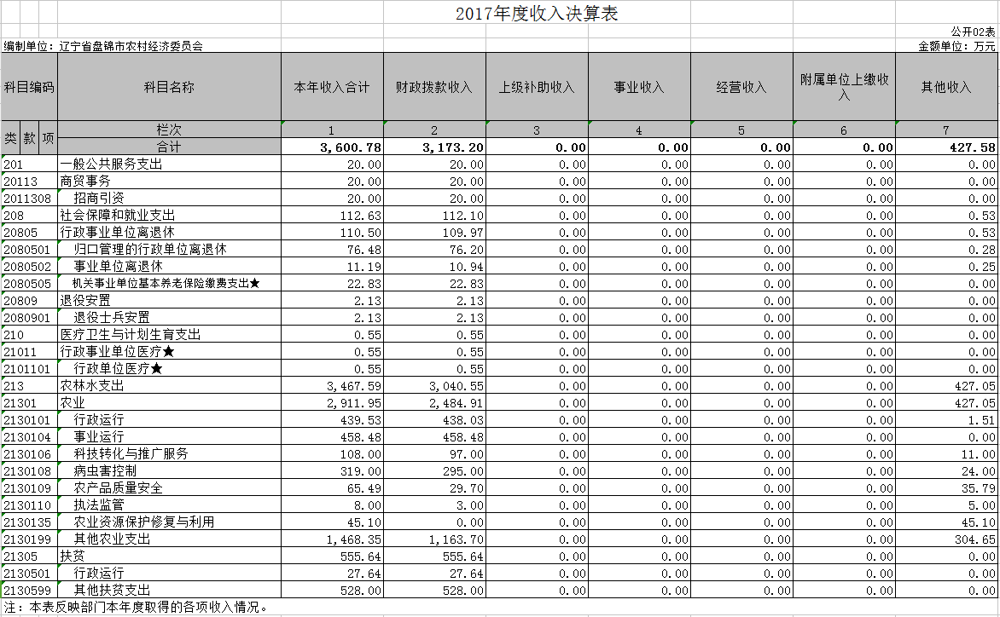 2017年度收入决算表
公开02表
编制单位：辽宁省盘锦市农村经济委员会 金额单位：万元
科目编码 科目名称 本年收入合计 财政拨款收入 上级补助收入 事业收入 经营收入 附属单位上缴收入 其他收入
类 款 项 栏次 1 2 3 4 5 6 7
合计 3,600.78 3,173.20 0.00 0.00 0.00 0.00 427.58
201 一般公共服务支出 20.00 20.00 0.00 0.00 0.00 0.00 0.00
20113 商贸事务 20.00 20.00 0.00 0.00 0.00 0.00 0.00
2011308 招商引资 20.00 20.00 0.00 0.00 0.00 0.00 0.00
208 社会保障和就业支出 112.63 112.10 0.00 0.00 0.00 0.00 0.53
20805 行政事业单位离退休 110.50 109.97 0.00 0.00 0.00 0.00 0.53
2080501 归口管理的行政单位离退休 76.48 76.20 0.00 0.00 0.00 0.00 0.28
2080502 事业单位离退休 11.19 10.94 0.00 0.00 0.00 0.00 0.25
2080505 机关事业单位基本养老保险缴费支出★ 22.83 22.83 0.00 0.00 0.00 0.00 0.00
20809 退役安置 2.13 2.13 0.00 0.00 0.00 0.00 0.00
2080901 退役士兵安置 2.13 2.13 0.00 0.00 0.00 0.00 0.00
210 医疗卫生与计划生育支出 0.55 0.55 0.00 0.00 0.00 0.00 0.00
21011 行政事业单位医疗★ 0.55 0.55 0.00 0.00 0.00 0.00 0.00
2101101 行政单位医疗★ 0.55 0.55 0.00 0.00 0.00 0.00 0.00
213 农林水支出 3,467.59 3,040.55 0.00 0.00 0.00 0.00 427.05
21301 农业 2,911.95 2,484.91 0.00 0.00 0.00 0.00 427.05
2130101 行政运行 439.53 438.03 0.00 0.00 0.00 0.00 1.51
2130104 事业运行 458.48 458.48 0.00 0.00 0.00 0.00 0.00
2130106 科技转化与推广服务 108.00 97.00 0.00 0.00 0.00 0.00 11.00
2130108 病虫害控制 319.00 295.00 0.00 0.00 0.00 0.00 24.00
2130109 农产品质量安全 65.49 29.70 0.00 0.00 0.00 0.00 35.79
2130110 执法监管 8.00 3.00 0.00 0.00 0.00 0.00 5.00
2130135 农业资源保护修复与利用 45.10 0.00 0.00 0.00 0.00 0.00 45.10
2130199 其他农业支出 1,468.35 1,163.70 0.00 0.00 0.00 0.00 304.65
21305 扶贫 555.64 555.64 0.00 0.00 0.00 0.00 0.00
2130501 行政运行 27.64 27.64 0.00 0.00 0.00 0.00 0.00
2130599 其他扶贫支出 528.00 528.00 0.00 0.00 0.00 0.00 0.00
注：本表反映部门本年度取得的各项收入情况。